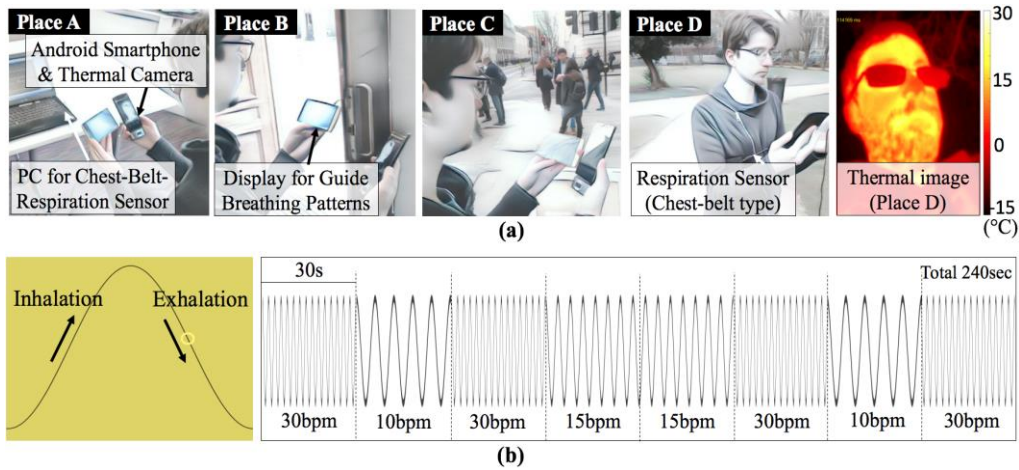 Place A
Android Smartphone
& Thermal Camera
PC for Chest-Belt-
Respiration Sensor
Place B
Display for Guide
Breathing Patterns
Place C
Place D
Respiration Sensor
(Chest-belt type)
Thermal image
(Place D)
30
15
0
-15
(°C)
(a)
Inhalation
Exhalation
30s
Total 240sec
30bpm 10bpm 30bpm 15bpm 15bpm 30bpm 10bpm 30bpm
(b)